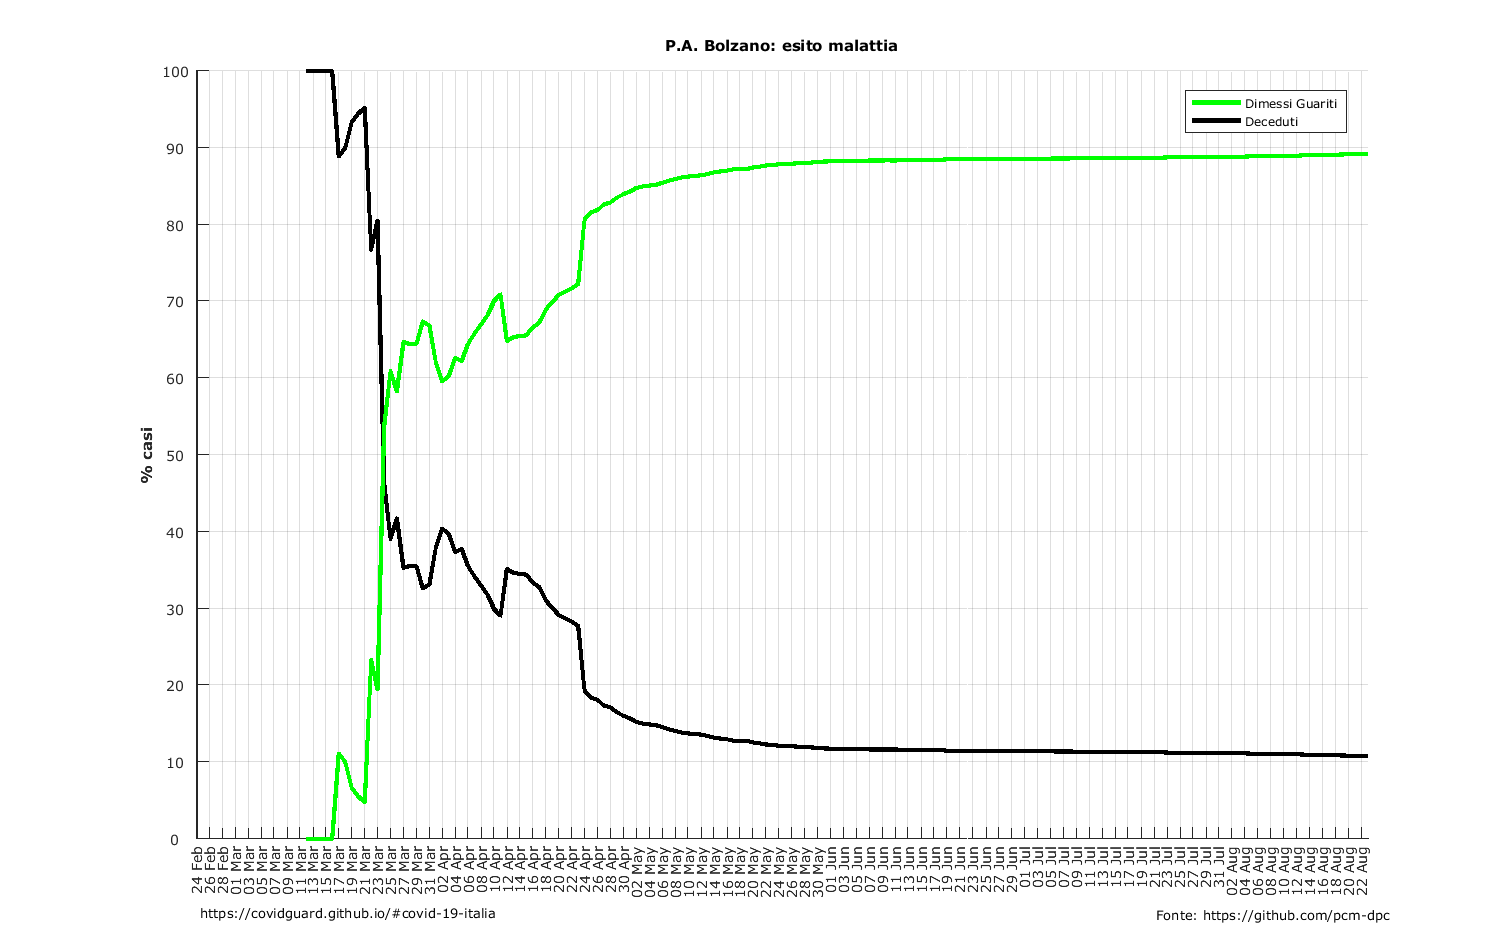 P.A. Bolzano: esito malattia
Dimessi Guariti
Deceduti
% casi
100
90
80
70
60
50
40
30
20
10
0
24 Feb
26 Feb
28 Feb
01 Mar
03 Mar
05 Mar
07 Mar
09 Mar
11 Mar
13 Mar
15 Mar
17 Mar
19 Mar
21 Mar
23 Mar
25 Mar
27 Mar
29 Mar
31 Mar
02 Apr
04 Apr
06 Apr
08 Apr
10 Apr
12 Apr
14 Apr
16 Apr
18 Apr
20 Apr
22 Apr
24 Apr
26 Apr
28 Apr
30 Apr
02 May
04 May
06 May
08 May
10 May
12 May
14 May
16 May
18 May
20 May
22 May
24 May
26 May
28 May
30 May
01 Jun
03 Jun
05 Jun
07 Jun
09 Jun
11 Jun
13 Jun
15 Jun
17 Jun
19 Jun
21 Jun
23 Jun
25 Jun
27 Jun
29 Jun
01 Jul
03 Jul
05 Jul
07 Jul
09 Jul
11 Jul
13 Jul
15 Jul
17 Jul
19 Jul
21 Jul
23 Jul
25 Jul
27 Jul
29 Jul
31 Jul
02 Aug
04 Aug
06 Aug
08 Aug
10 Aug
12 Aug
14 Aug
16 Aug
18 Aug
20 Aug
22 Aug
https://covidguard.github.io/#covid-19-italia
Fonte: https://github.com/pcm-dpc